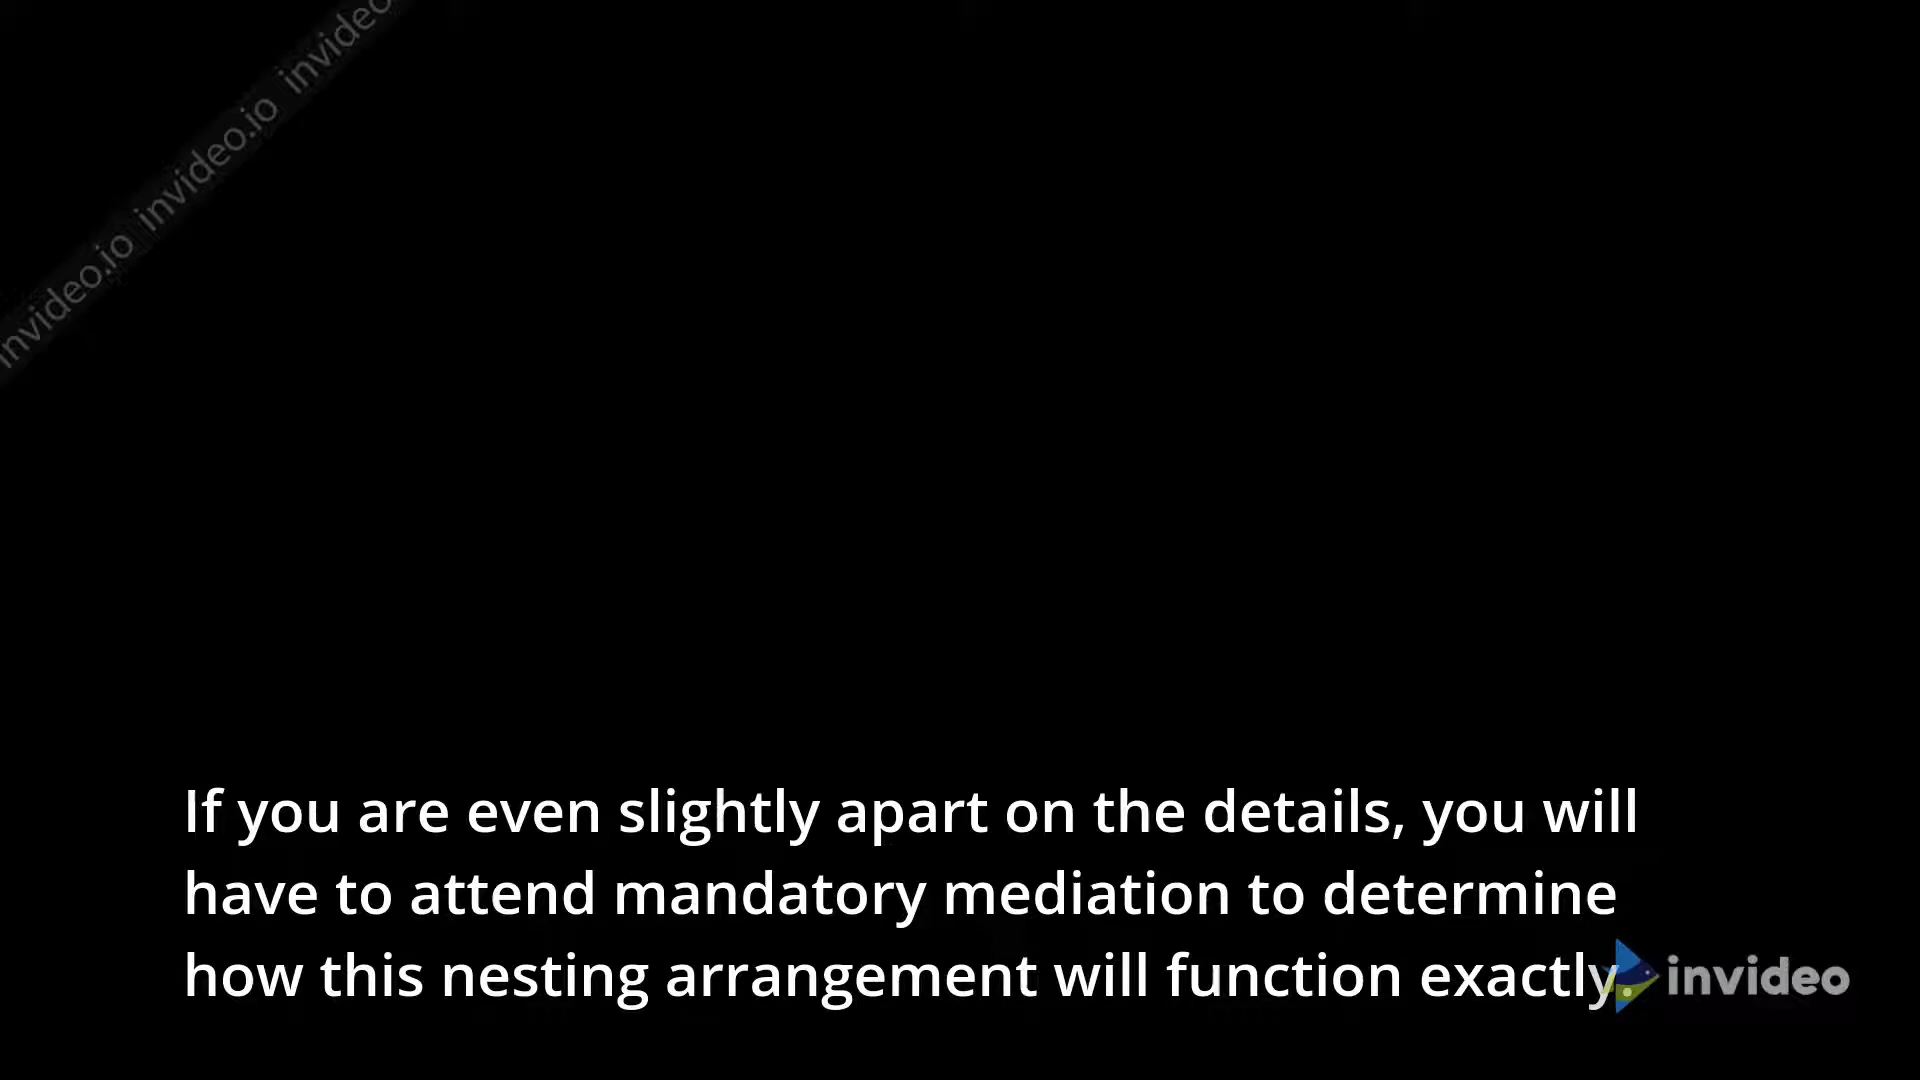 invideo.io invideo.io invideo
If you are even slightly apart on the details, you will
have to attend mandatory mediation to determine
how this nesting arrangement will function exactly.
invideo